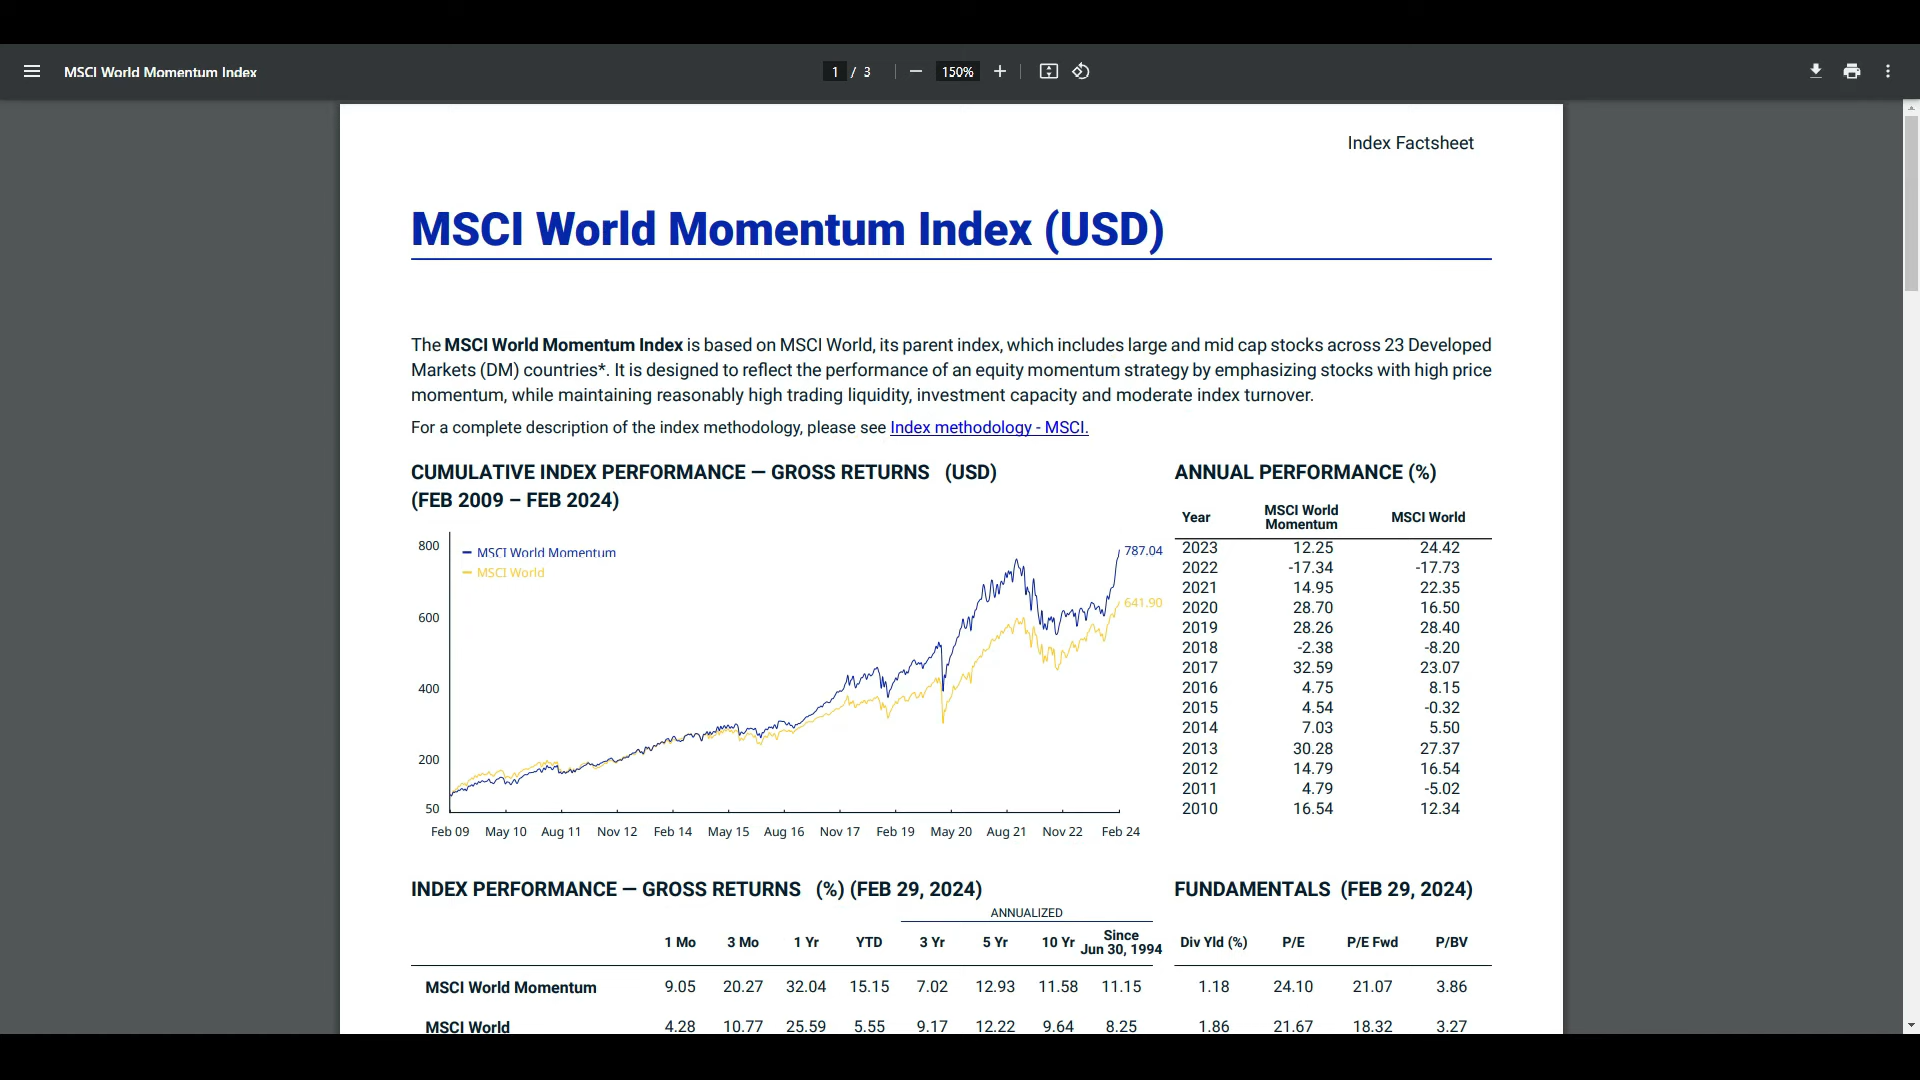 MSCI World Momentum Index
1 / 3
150%
Index Factsheet
MSCI World Momentum Index (USD)
The MSCI World Momentum Index is based on MSCI World, its parent index, which includes large and mid cap stocks across 23 Developed
Markets (DM) countries*. It is designed to reflect the performance of an equity momentum strategy by emphasizing stocks with high price
momentum, while maintaining reasonably high trading liquidity, investment capacity and moderate index turnover.
For a complete description of the index methodology, please see Index methodology - MSCI.
CUMULATIVE INDEX PERFORMANCE — GROSS RETURNS (USD)
(FEB 2009 – FEB 2024)
800
600
400
200
50
MSCI World Momentum
MSCI World
787.04
641.90
Feb 09 May 10 Aug 11 Nov 12 Feb 14 May 15 Aug 16 Nov 17 Feb 19 May 20 Aug 21 Nov 22 Feb 24
ANNUAL PERFORMANCE (%)
Year MSCI World Momentum MSCI World
2023 12.25 24.42
2022 -17.34 -17.73
2021 14.95 22.35
2020 28.70 16.50
2019 28.26 28.40
2018 -2.38 -8.20
2017 32.59 23.07
2016 4.75 8.15
2015 4.54 -0.32
2014 7.03 5.50
2013 30.28 27.37
2012 14.79 16.54
2011 4.79 -5.02
2010 16.54 12.34
INDEX PERFORMANCE — GROSS RETURNS (%) (FEB 29, 2024)
ANNUALIZED
1 Mo 3 Mo 1 Yr YTD 3 Yr 5 Yr 10 Yr Since Jun 30, 1994
MSCI World Momentum 9.05 20.27 32.04 15.15 7.02 12.93 11.58 11.15
MSCI World 4.28 10.77 25.59 5.55 9.17 12.22 9.64 8.25
FUNDAMENTALS (FEB 29, 2024)
Div Yld (%) P/E P/E Fwd P/BV
1.18 24.10 21.07 3.86
1.86 21.67 18.32 3.27